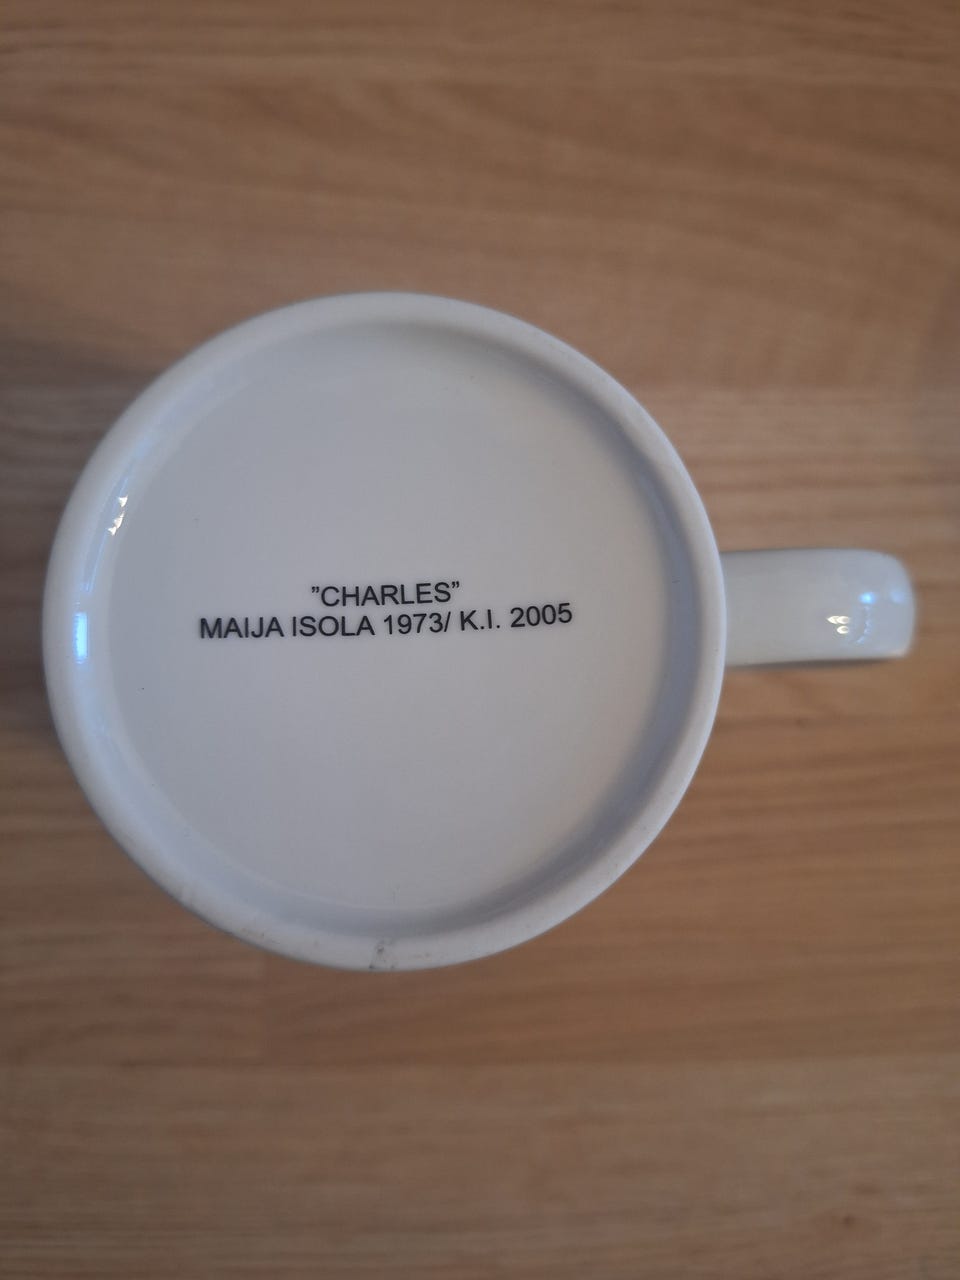 ”CHARLES”
MAIJA ISOLA 1973/ K.I. 2005